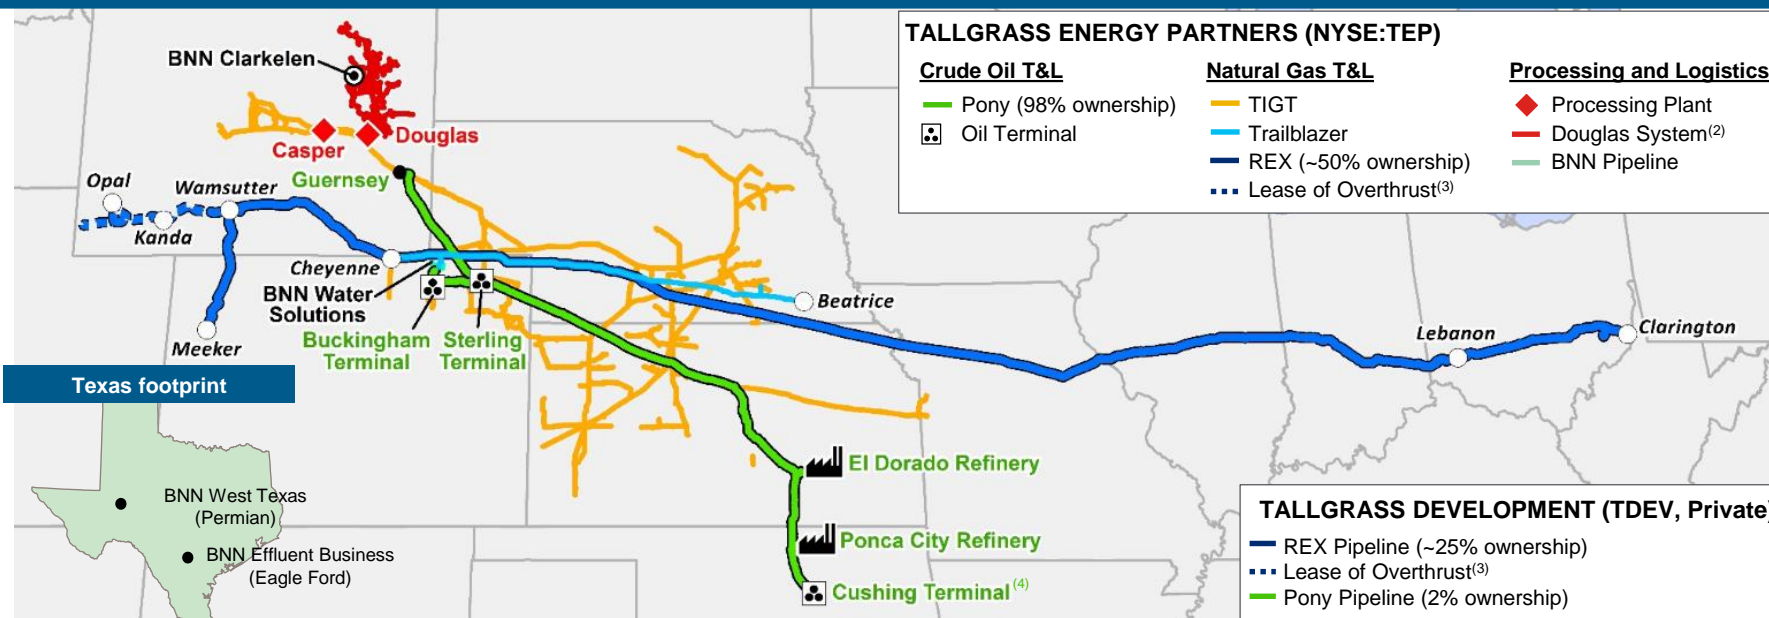 TALLGRASS ENERGY PARTNERS (NYSE:TEP)
Crude Oil T&L
Pony (98% ownership)
Oil Terminal
Natural Gas T&L
TIGT
Trailblazer
REX (~50% ownership)
Lease of Overthrust(3)
Processing and Logistics
Processing Plant
Douglas System(2)
BNN Pipeline
BNN Clarkelen
Casper
Douglas
Guernsey
Opal
Wamsutter
Kanda
Cheyenne
BNN Water
Solutions
Meeker
Buckingham
Terminal
Sterling
Terminal
Beatrice
Lebanon
Clarington
Texas footprint
BNN West Texas
(Permian)
BNN Effluent Business
(Eagle Ford)
El Dorado Refinery
Ponca City Refinery
Cushing Terminal (4)
TALLGRASS DEVELOPMENT (TDEV, Private)
REX Pipeline (~25% ownership)
Lease of Overthrust(3)
Pony Pipeline (2% ownership)